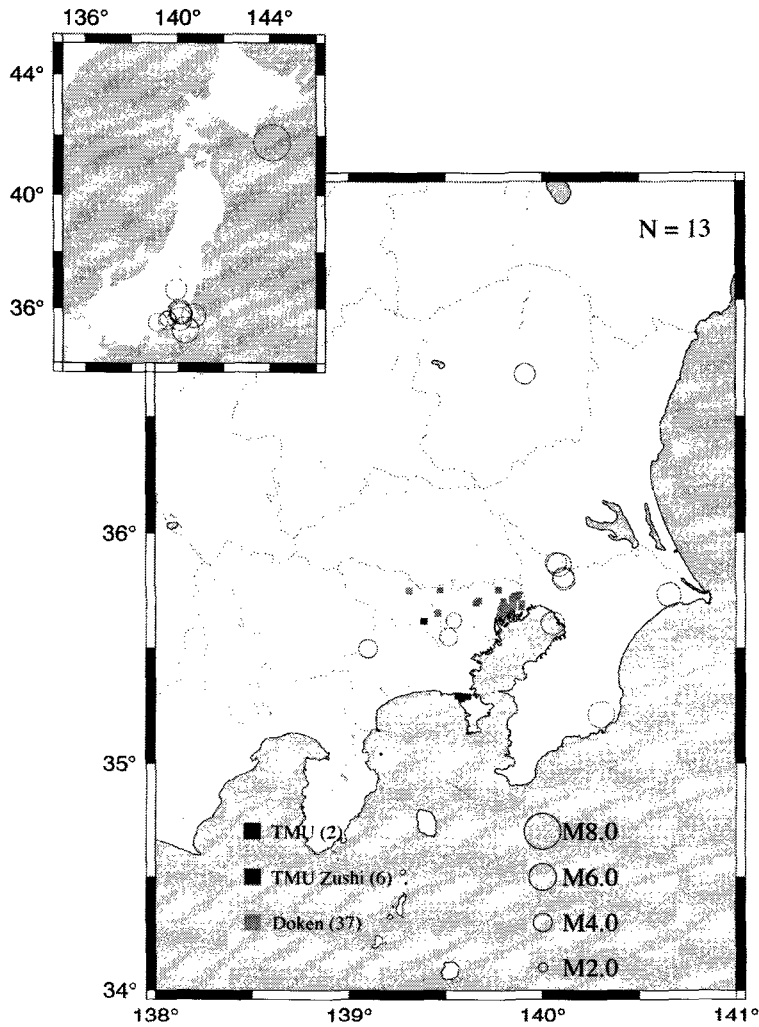 136° 140° 144°
44°
40°
36°
N = 13
36°
35°
34°
TMU (2)
TMU Zushi (6)
Doken (37)
M8.0
M6.0
M4.0
M2.0
138° 139° 140° 141°